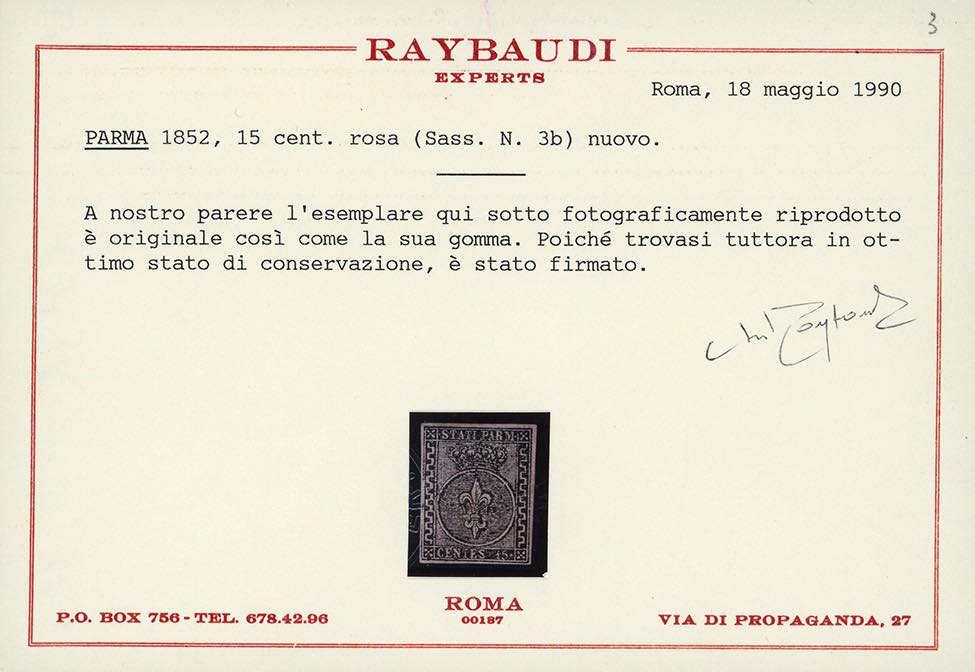 3
RAYBAUDI
EXPERTS
Roma, 18 maggio 1990
PARMA 1852, 15 cent. rosa (Sass. N. 3b) nuovo.
A nostro parere l'esemplare qui sotto fotograficamente riprodotto
è originale così come la sua gomma. Poiché trovasi tuttora in ot-
timo stato di conservazione, è stato firmato.
STATI PARM
CENTES 15
ROMA
00187
P.O. BOX 756 - TEL. 678.42.96
VIA DI PROPAGANDA, 27